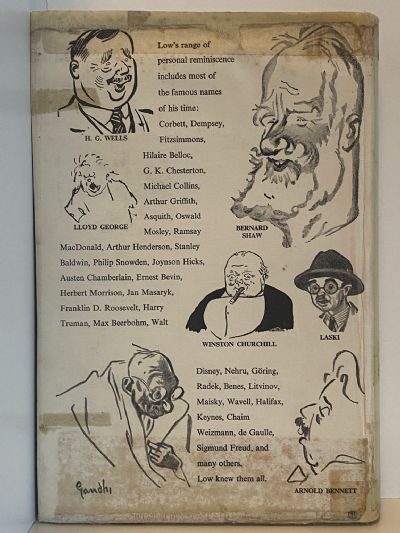 Low's range of
personal reminiscence
includes most of
the famous names
of his time:
Corbett, Dempsey,
H. G. WELLS
Fitzsimmons,
Hilaire Belloc,
G. K. Chesterton,
Michael Collins,
Arthur Griffith,
Asquith, Oswald
LLOYD GEORGE
BERNARD
SHAW
Mosley, Ramsay
MacDonald, Arthur Henderson, Stanley
Baldwin, Philip Snowden, Joynson Hicks,
Austen Chamberlain, Ernest Bevin,
Herbert Morrison, Jan Masaryk,
Franklin D. Roosevelt, Harry
Truman, Max Beerbohm, Walt
WINSTON CHURCHILL
LASKI
Disney, Nehru, Göring,
Radek, Benes, Litvinov,
Maisky, Wavell, Halifax,
Keynes, Chaim
Weizmann, de Gaulle,
Sigmund Freud, and
many others.
Low knew them all.
Gandhi
ARNOLD BENNETT